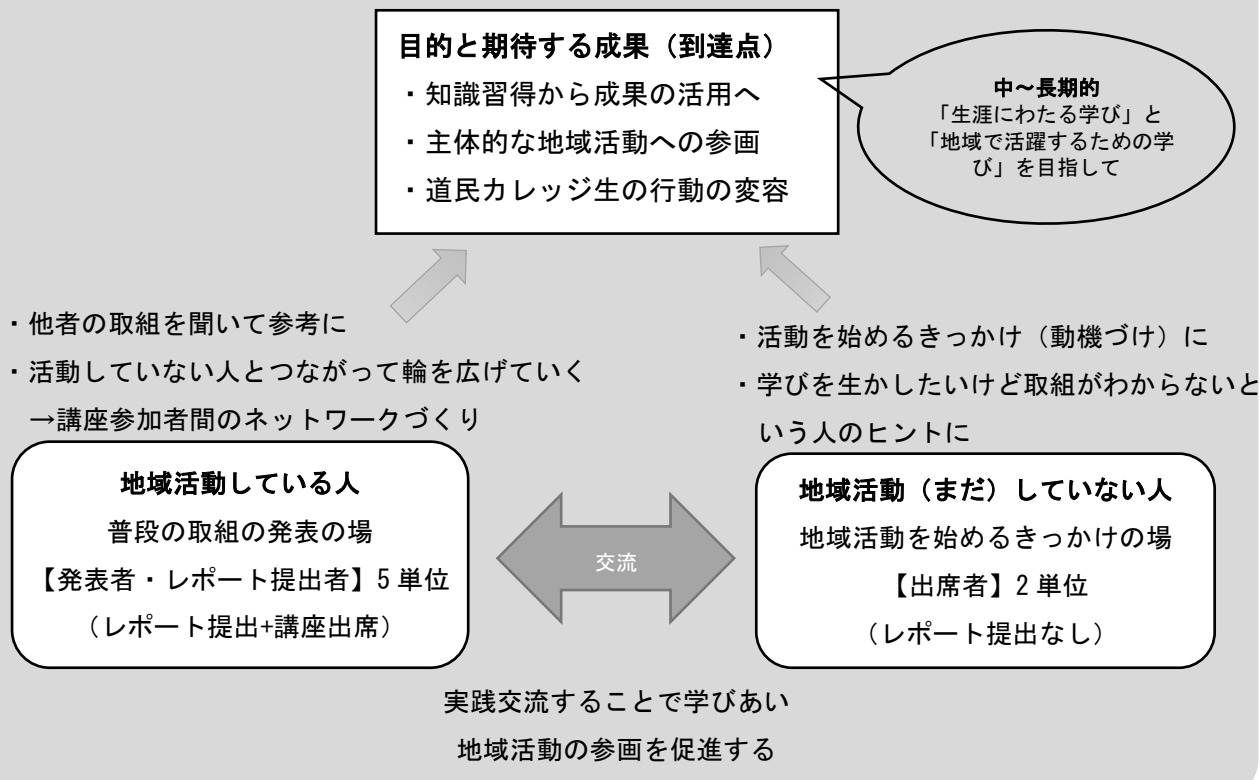 目的と期待する成果（到達点）
・知識習得から成果の活用へ
・主体的な地域活動への参画
・道民カレッジ生の行動の変容
中～長期的
「生涯にわたる学び」と
「地域で活躍するための学
び」を目指して
・他者の取組を聞いて参考に
・活動していない人とつながって輪を広げていく
→講座参加者間のネットワークづくり
・活動を始めるきっかけ（動機づけ）に
・学びを生かしたいけど取組がわからないと
いう人のヒントに
地域活動している人
普段の取組の発表の場
【発表者・レポート提出者】5単位
（レポート提出+講座出席）
交流
地域活動（まだ）していない人
地域活動を始めるきっかけの場
【出席者】2単位
（レポート提出なし）
実践交流することで学びあい
地域活動の参画を促進する